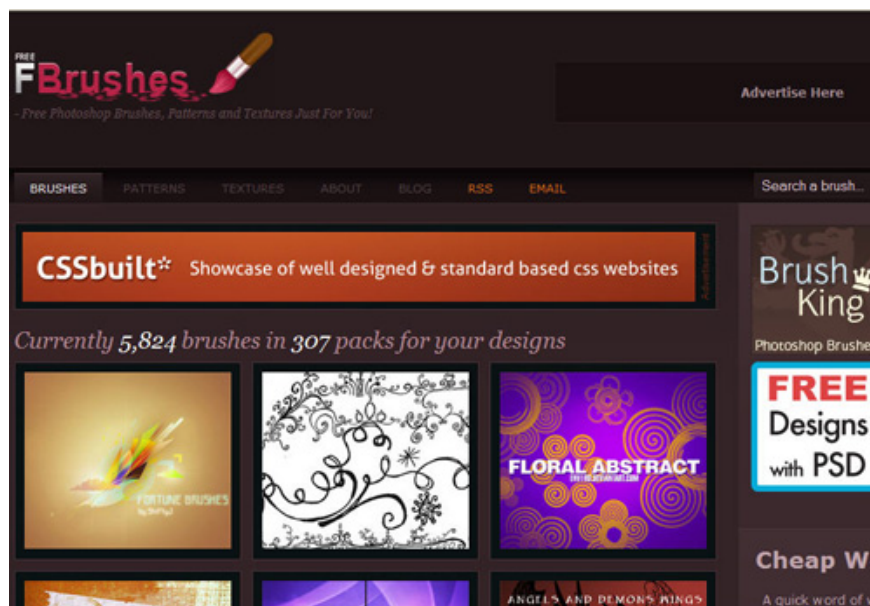 FREE
FBrushes
- Free Photoshop Brushes, Patterns and Textures Just For You!
Advertise Here
BRUSHES PATTERNS TEXTURES ABOUT BLOG RSS EMAIL
Search a brush...
CSSbuilt* Showcase of well designed & standard based css websites
Advertisement
Brush
King
Photoshop Brushe
Currently 5,824 brushes in 307 packs for your designs
FORTUNE BRUSHES
FLORAL ABSTRACT
FREE
Designs
with PSD
Cheap W
A quick word of
ANGELS AND DEMONS WINGS